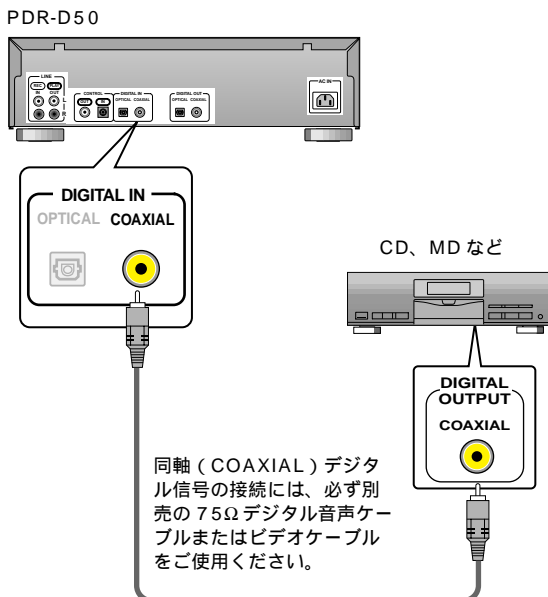 PDR-D50
LINE
REC PLAY
IN OUT
L
R
CONTROL
OUT IN
DIGITAL IN
OPTICAL COAXIAL
DIGITAL OUT
OPTICAL COAXIAL
AC IN
DIGITAL IN
OPTICAL COAXIAL
CD、MD など
DIGITAL
OUTPUT
COAXIAL
同軸（COAXIAL）デジタ
ル信号の接続には、必ず別
売の 75Ω デジタル音声ケー
ブルまたはビデオケーブル
をご使用ください。